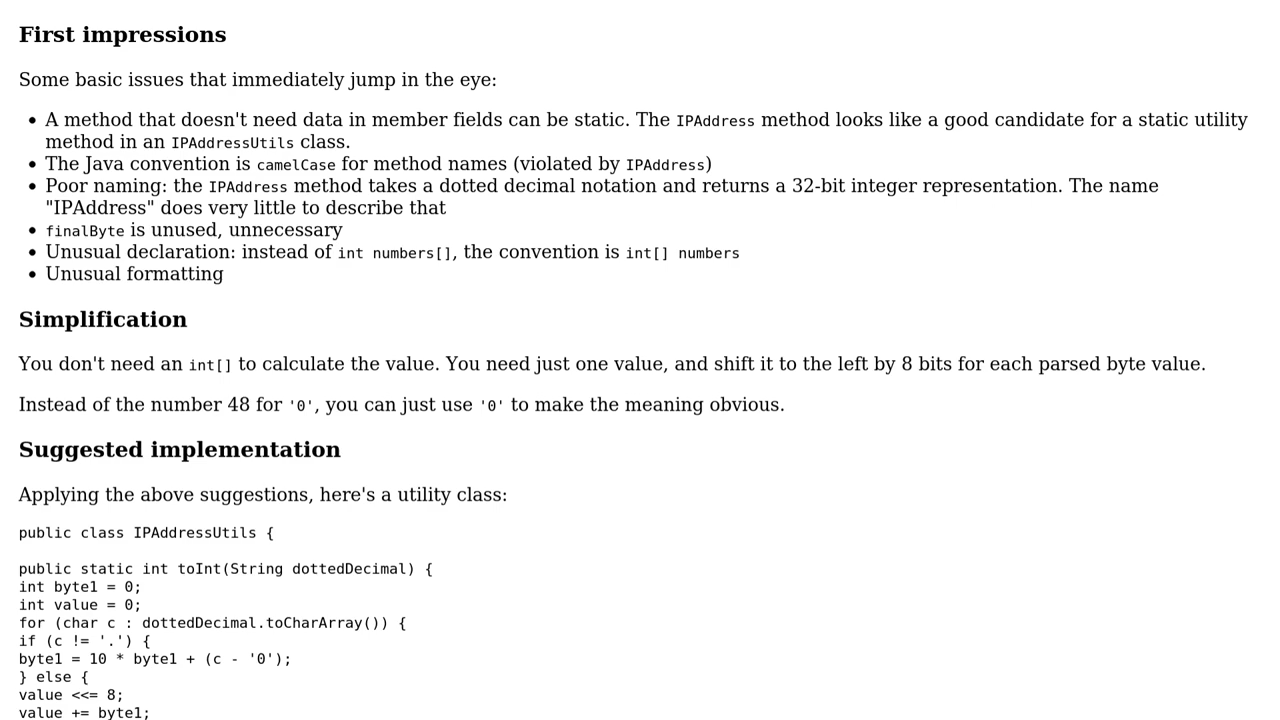 First impressions
Some basic issues that immediately jump in the eye:
• A method that doesn't need data in member fields can be static. The IPAddress method looks like a good candidate for a static utility
method in an IPAddressUtils class.
• The Java convention is camelCase for method names (violated by IPAddress)
• Poor naming: the IPAddress method takes a dotted decimal notation and returns a 32-bit integer representation. The name
"IPAddress" does very little to describe that
• finalByte is unused, unnecessary
• Unusual declaration: instead of int numbers[], the convention is int[] numbers
• Unusual formatting
Simplification
You don't need an int[] to calculate the value. You need just one value, and shift it to the left by 8 bits for each parsed byte value.
Instead of the number 48 for '0', you can just use '0' to make the meaning obvious.
Suggested implementation
Applying the above suggestions, here's a utility class:
public class IPAddressUtils {
public static int toInt(String dottedDecimal) {
int byte1 = 0;
int value = 0;
for (char c : dottedDecimal.toCharArray()) {
if (c != '.') {
byte1 = 10 * byte1 + (c - '0');
} else {
value <<= 8;
value += byte1;